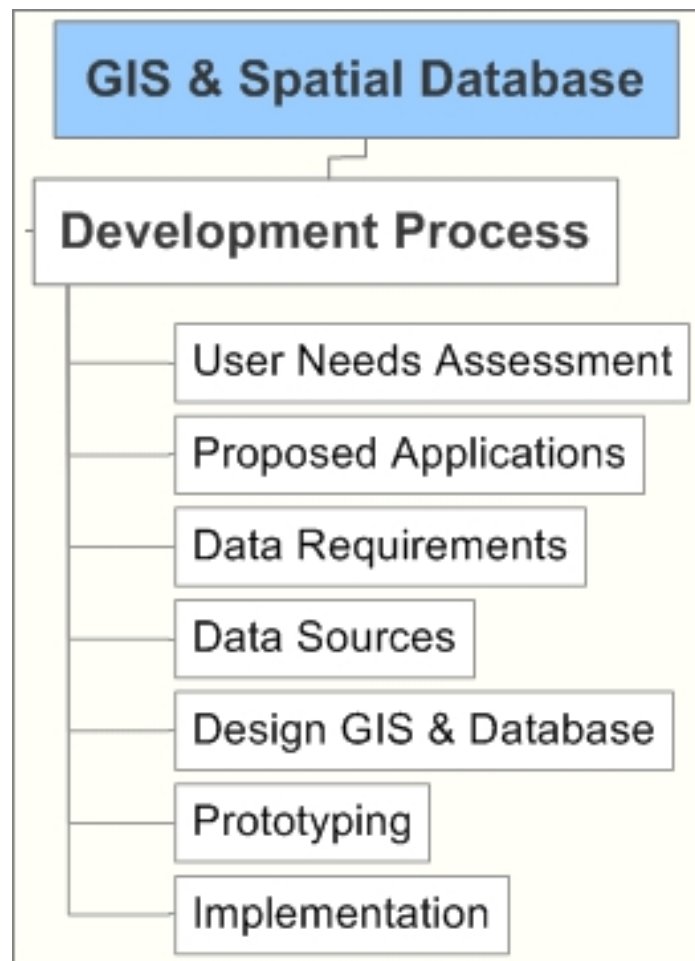 GIS & Spatial Database
Development Process
User Needs Assessment
Proposed Applications
Data Requirements
Data Sources
Design GIS & Database
Prototyping
Implementation